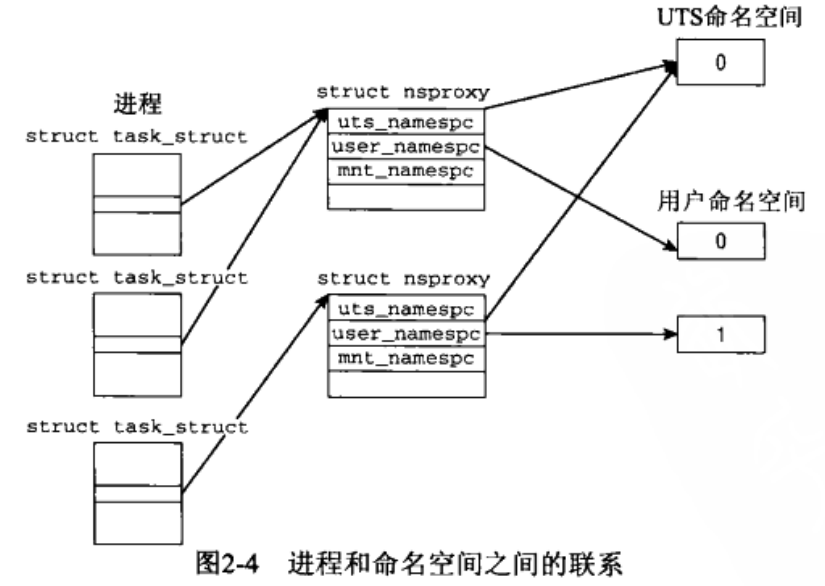 UTS命名空间
0
struct nsproxy
进程
struct task_struct
uts_namespc
user_namespc
mnt_namespc
用户命名空间
0
struct task_struct
struct nsproxy
uts_namespc
user_namespc
1
mnt_namespc
struct task_struct
图2-4 进程和命名空间之间的联系